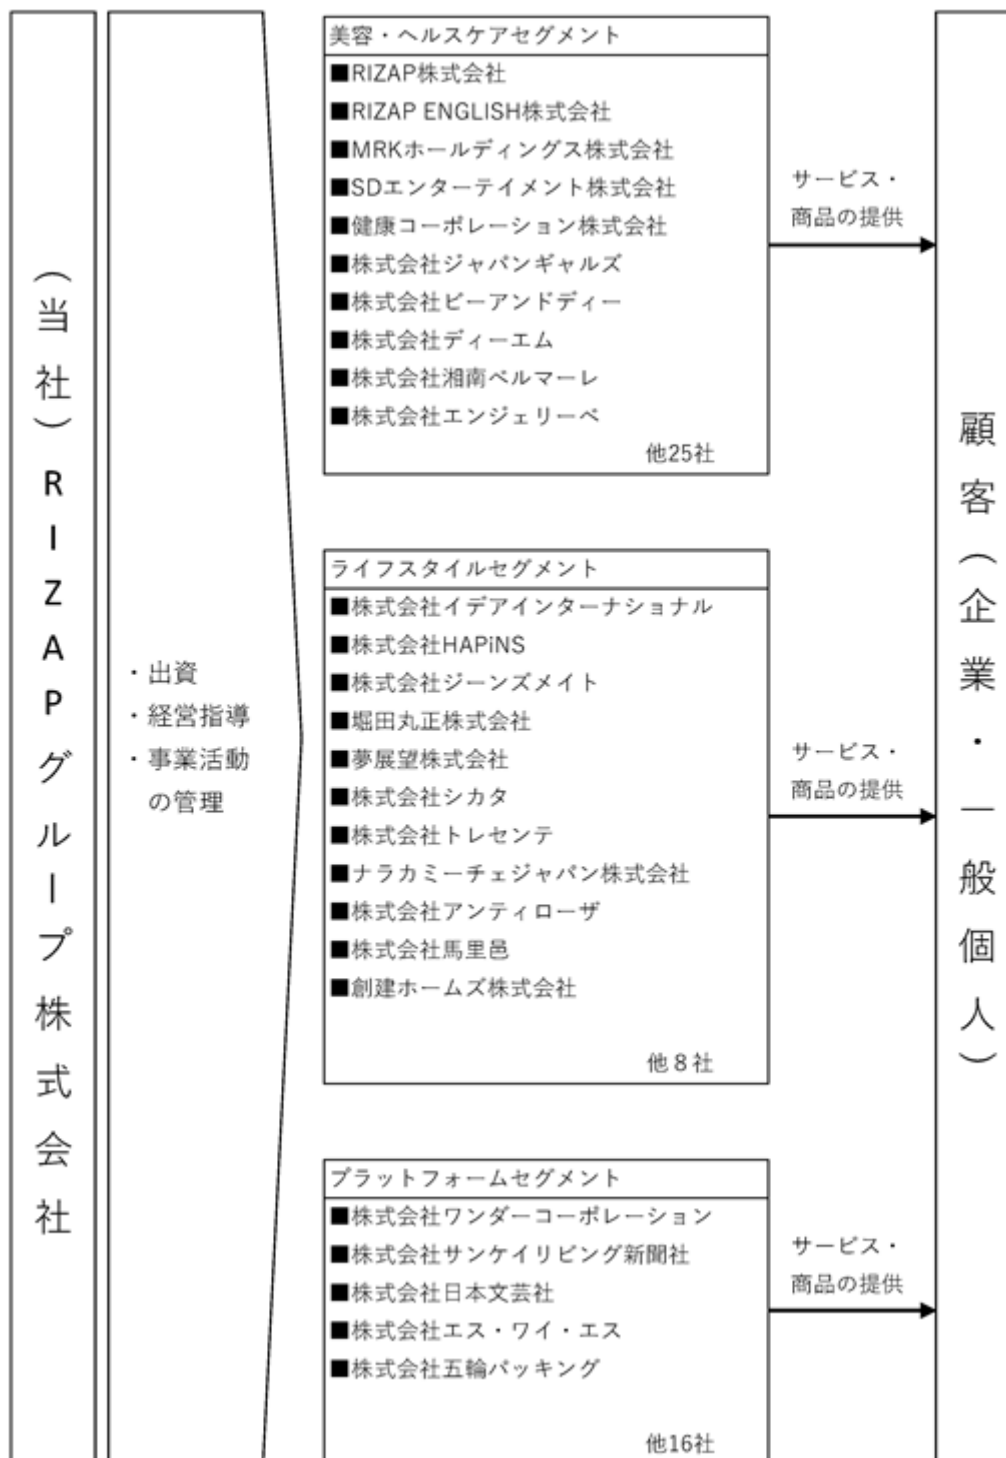 （当社）RIZAPグループ株式会社
・出資
・経営指導
・事業活動
の管理
美容・ヘルスケアセグメント
■RIZAP株式会社
■RIZAP ENGLISH株式会社
■MRKホールディングス株式会社
■SDエンターテイメント株式会社
■健康コーポレーション株式会社
■株式会社ジャパンギャルズ
■株式会社ビーアンドディー
■株式会社ディーエム
■株式会社湘南ベルマーレ
■株式会社エンジェリーベ
他25社
サービス・
商品の提供
ライフスタイルセグメント
■株式会社イデアインターナショナル
■株式会社HAPiNS
■株式会社ジーンズメイト
■堀田丸正株式会社
■夢展望株式会社
■株式会社シカタ
■株式会社トレセンテ
■ナラカミーチェジャパン株式会社
■株式会社アンティローザ
■株式会社馬里邑
■創建ホームズ株式会社
他８社
サービス・
商品の提供
プラットフォームセグメント
■株式会社ワンダーコーポレーション
■株式会社サンケイリビング新聞社
■株式会社日本文芸社
■株式会社エス・ワイ・エス
■株式会社五輪パッキング
他16社
サービス・
商品の提供
顧客（企業・一般個人）